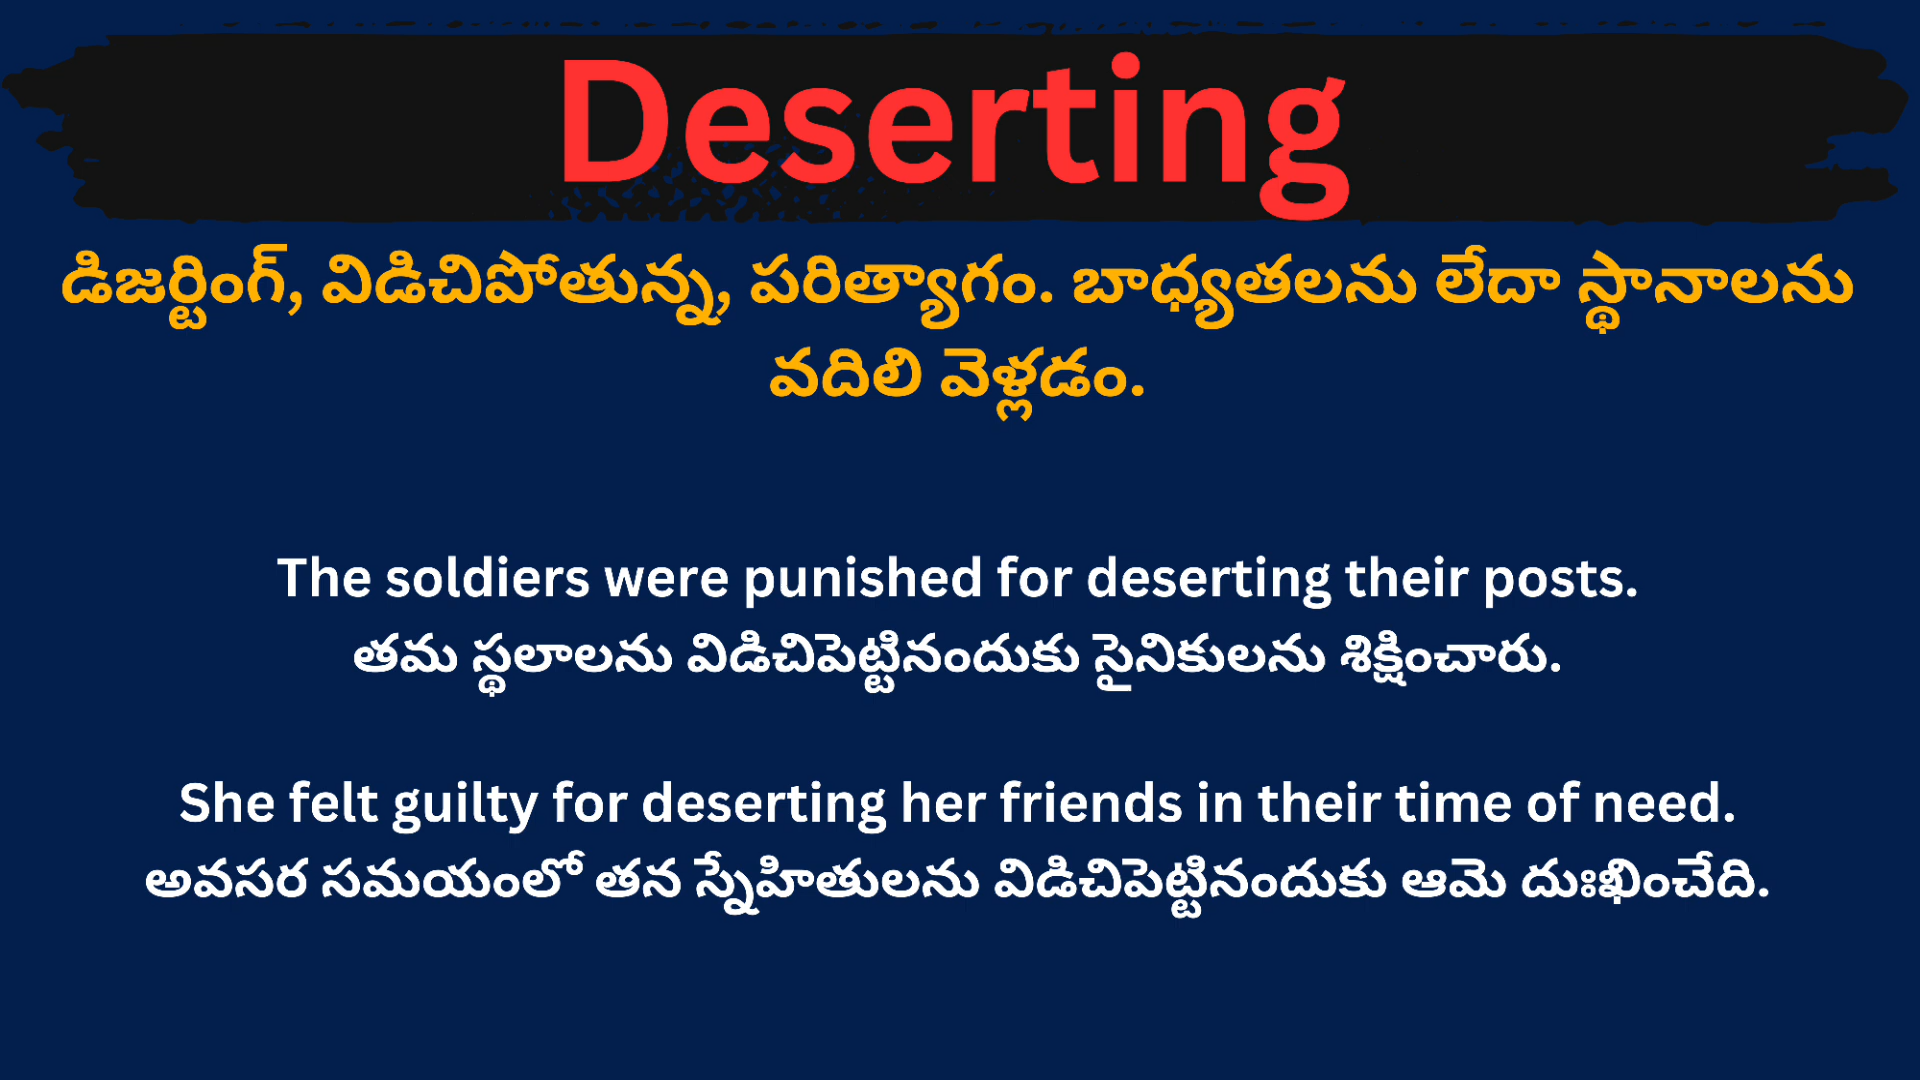 Deserting
డిజర్టింగ్, విడిచిపోతున్న, పరిత్యాగం. బాధ్యతలను లేదా స్థానాలను
వదిలి వెళ్లడం.
The soldiers were punished for deserting their posts.
తమ స్థలాలను విడిచిపెట్టినందుకు సైనికులను శిక్షించారు.
She felt guilty for deserting her friends in their time of need.
అవసర సమయంలో తన స్నేహితులను విడిచిపెట్టినందుకు ఆమె దుఃఖించేది.